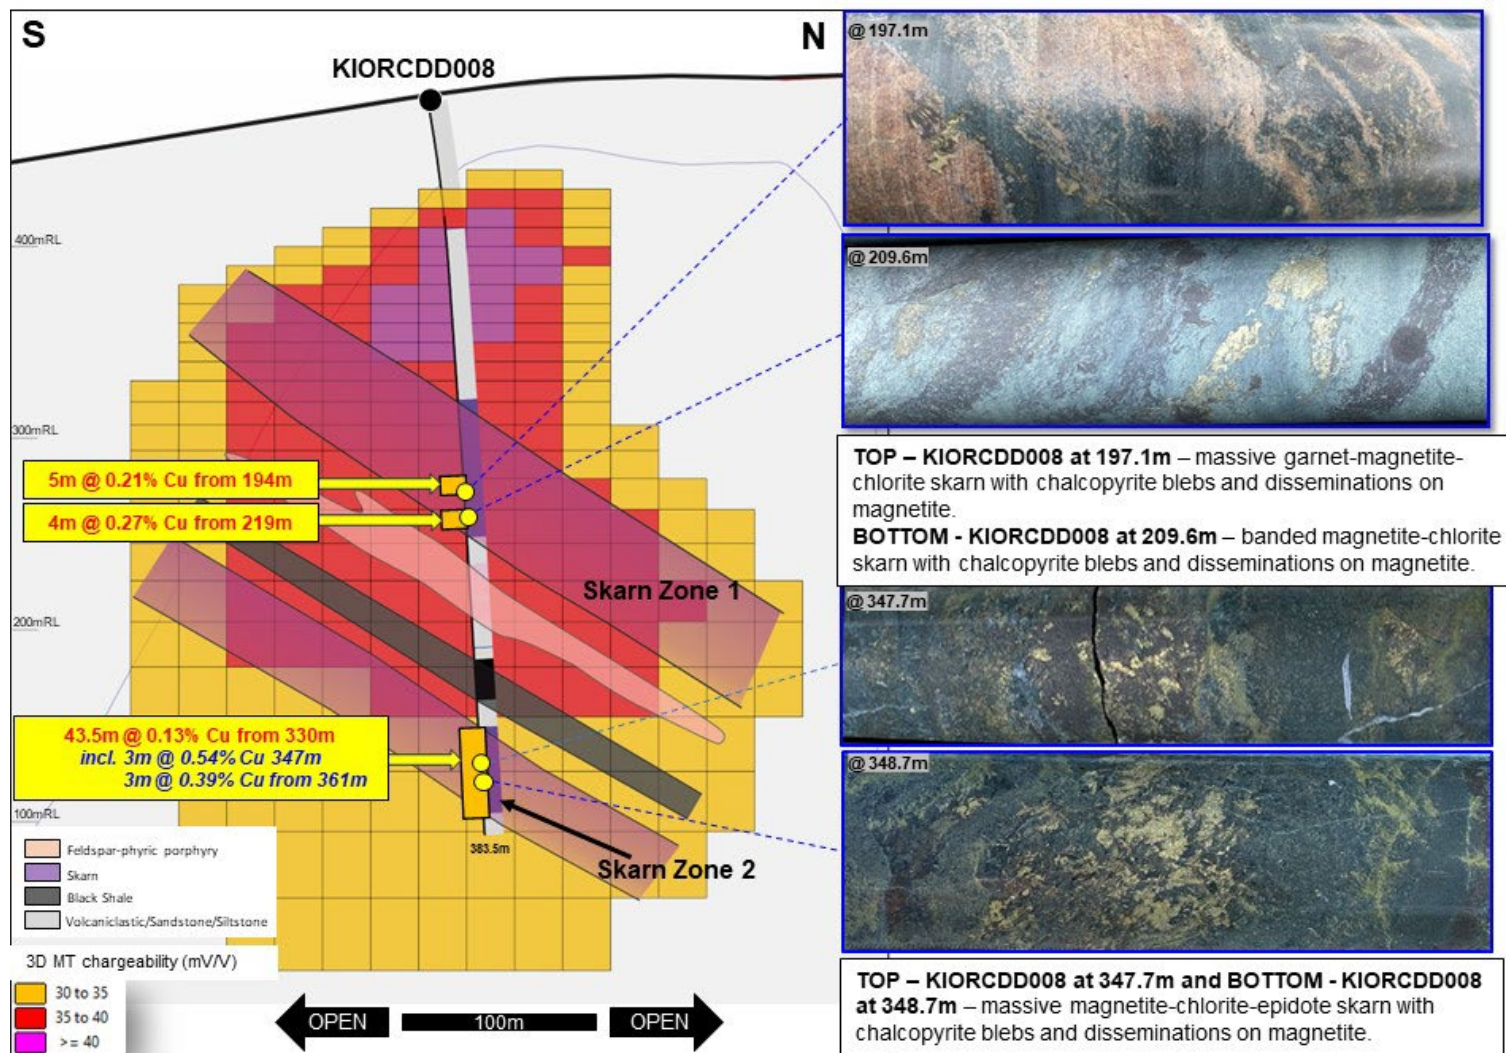 S
N
KIORCDD008
400mRL
300mRL
200mRL
100mRL
5m @ 0.21% Cu from 194m
4m @ 0.27% Cu from 219m
43.5m @ 0.13% Cu from 330m
incl. 3m @ 0.54% Cu 347m
3m @ 0.39% Cu from 361m
Skarn Zone 1
Skarn Zone 2
383.5m
Feldspar-phyric porphyry
Skarn
Black Shale
Volcaniclastic/Sandstone/Siltstone
3D MT chargeability (mV/V)
30 to 35
35 to 40
>= 40
OPEN
100m
OPEN
@ 197.1m
@ 209.6m
TOP – KIORCDD008 at 197.1m – massive garnet-magnetite-
chlorite skarn with chalcopyrite blebs and disseminations on
magnetite.
BOTTOM - KIORCDD008 at 209.6m – banded magnetite-chlorite
skarn with chalcopyrite blebs and disseminations on magnetite.
@ 347.7m
@ 348.7m
TOP – KIORCDD008 at 347.7m and BOTTOM - KIORCDD008
at 348.7m – massive magnetite-chlorite-epidote skarn with
chalcopyrite blebs and disseminations on magnetite.